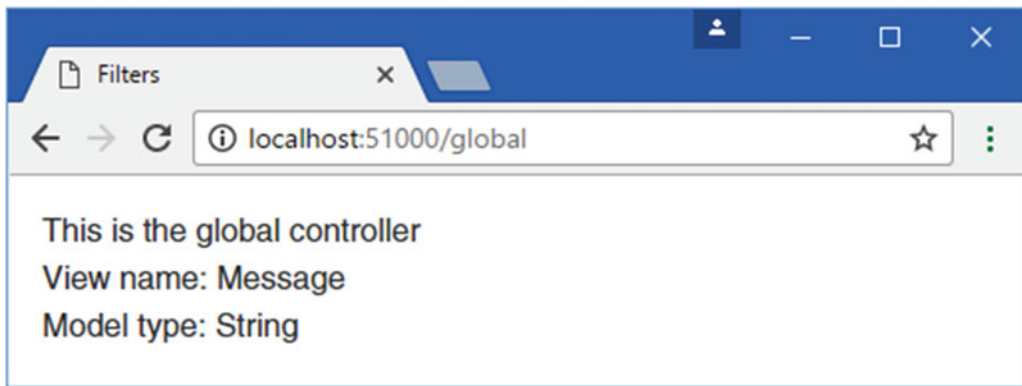 Filters
localhost:51000/global
This is the global controller
View name: Message
Model type: String